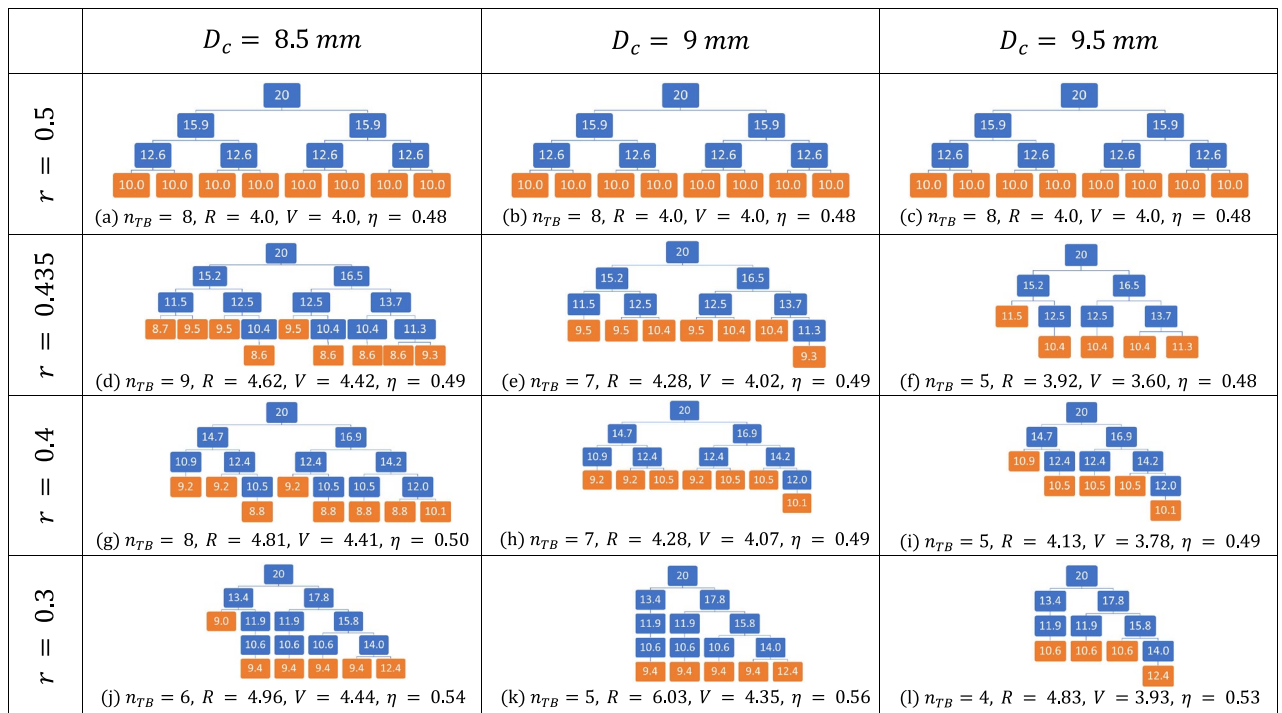 D_c = 8.5 mm
D_c = 9 mm
D_c = 9.5 mm
r = 0.5
20
15.9 15.9
12.6 12.6 12.6 12.6
10.0 10.0 10.0 10.0 10.0 10.0 10.0 10.0
(a) n_TB = 8, R = 4.0, V = 4.0, η = 0.48
20
15.9 15.9
12.6 12.6 12.6 12.6
10.0 10.0 10.0 10.0 10.0 10.0 10.0 10.0
(b) n_TB = 8, R = 4.0, V = 4.0, η = 0.48
20
15.9 15.9
12.6 12.6 12.6 12.6
10.0 10.0 10.0 10.0 10.0 10.0 10.0 10.0
(c) n_TB = 8, R = 4.0, V = 4.0, η = 0.48
r = 0.435
20
15.2 16.5
11.5 12.5 12.5 13.7
8.7 9.5 9.5 10.4 9.5 10.4 10.4 11.3
8.6 8.6 8.6 8.6 9.3
(d) n_TB = 9, R = 4.62, V = 4.42, η = 0.49
20
15.2 16.5
11.5 12.5 12.5 13.7
9.5 9.5 10.4 9.5 10.4 10.4 11.3
9.3
(e) n_TB = 7, R = 4.28, V = 4.02, η = 0.49
20
15.2 16.5
11.5 12.5 12.5 13.7
10.4 10.4 10.4 11.3
(f) n_TB = 5, R = 3.92, V = 3.60, η = 0.48
r = 0.4
20
14.7 16.9
10.9 12.4 12.4 14.2
9.2 9.2 10.5 9.2 10.5 10.5 12.0
8.8 8.8 8.8 8.8 10.1
(g) n_TB = 8, R = 4.81, V = 4.41, η = 0.50
20
14.7 16.9
10.9 12.4 12.4 14.2
9.2 9.2 10.5 9.2 10.5 10.5 12.0
10.1
(h) n_TB = 7, R = 4.28, V = 4.07, η = 0.49
20
14.7 16.9
10.9 12.4 12.4 14.2
10.5 10.5 10.5 12.0
10.1
(i) n_TB = 5, R = 4.13, V = 3.78, η = 0.49
r = 0.3
20
13.4 17.8
9.0 11.9 11.9 15.8
10.6 10.6 10.6 14.0
9.4 9.4 9.4 9.4 12.4
(j) n_TB = 6, R = 4.96, V = 4.44, η = 0.54
20
13.4 17.8
11.9 11.9 15.8
10.6 10.6 10.6 14.0
9.4 9.4 9.4 9.4 12.4
(k) n_TB = 5, R = 6.03, V = 4.35, η = 0.56
20
13.4 17.8
11.9 11.9 15.8
10.6 10.6 10.6 14.0
12.4
(l) n_TB = 4, R = 4.83, V = 3.93, η = 0.53